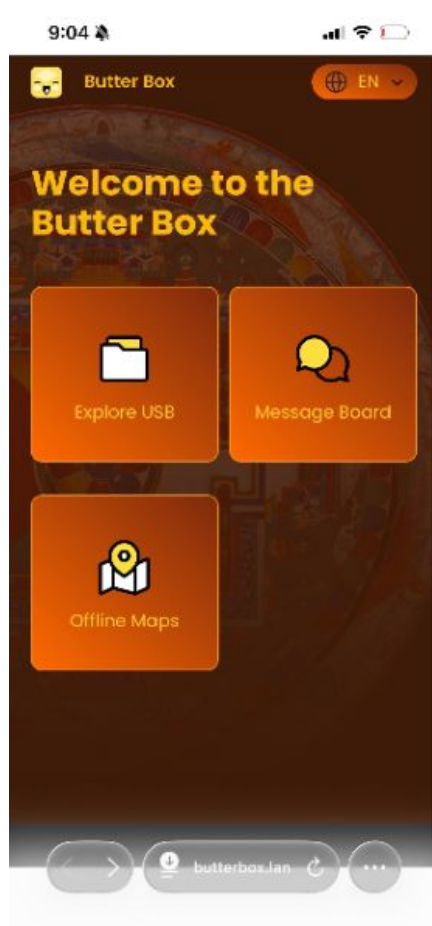 9:04
Butter Box
EN
Welcome to the
Butter Box
Explore USB
Message Board
Offline Maps
butterbox.lan